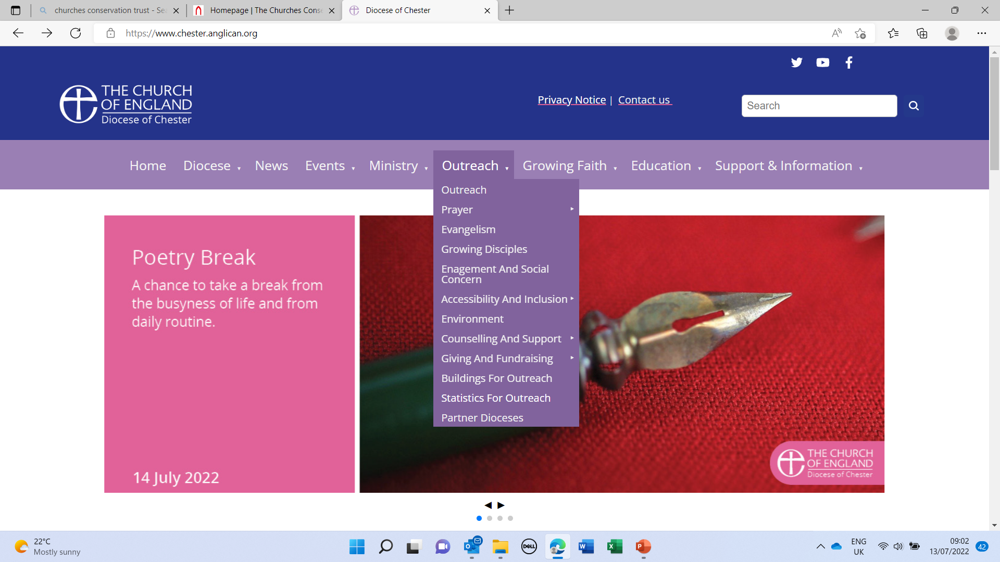 churches conservation trust - Se
Homepage | The Churches Conse
Diocese of Chester
https://www.chester.anglican.org
THE CHURCH
OF ENGLAND
Diocese of Chester
Privacy Notice | Contact us
Search
Home Diocese News Events Ministry Outreach Growing Faith Education Support & Information
Outreach
Prayer
Evangelism
Growing Disciples
Enagement And Social
Concern
Accessibility And Inclusion
Environment
Counselling And Support
Giving And Fundraising
Buildings For Outreach
Statistics For Outreach
Partner Dioceses
Poetry Break
A chance to take a break from
the busyness of life and from
daily routine.
14 July 2022
THE CHURCH
OF ENGLAND
Diocese of Chester
22°C
Mostly sunny
DELL
ENG
UK
09:02
13/07/2022
42